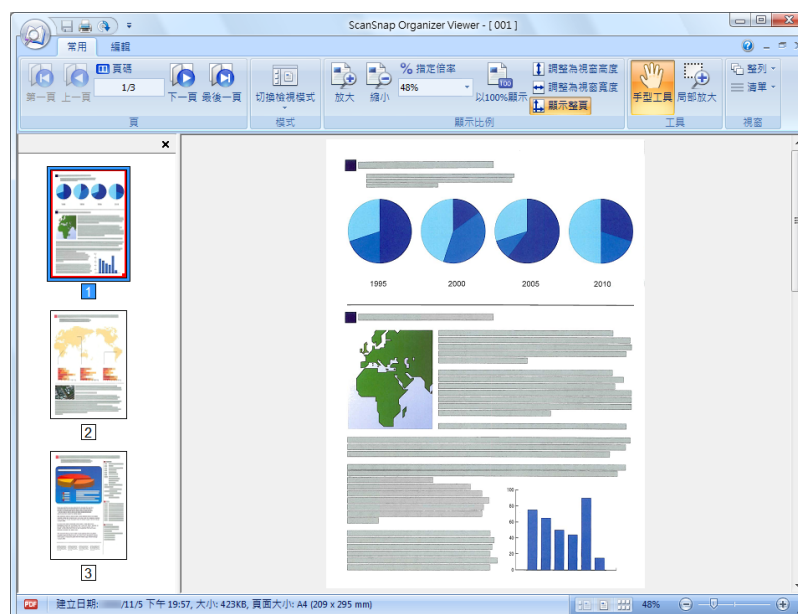 ScanSnap Organizer Viewer - [ 001 ]
常用 編輯
第一頁 上一頁 頁碼 1/3 下一頁 最後一頁
頁
切換檢視模式
模式
放大 縮小 指定倍率 48% 以100%顯示
調整為視窗高度
調整為視窗寬度
顯示整頁
顯示比例
手型工具 局部放大
工具
整列
清單
視窗
1
2
3
1995 2000 2005 2010
100
80
60
40
20
0
PDF 建立日期: /11/5 下午 19:57, 大小: 423KB, 頁面大小: A4 (209 x 295 mm) 48%